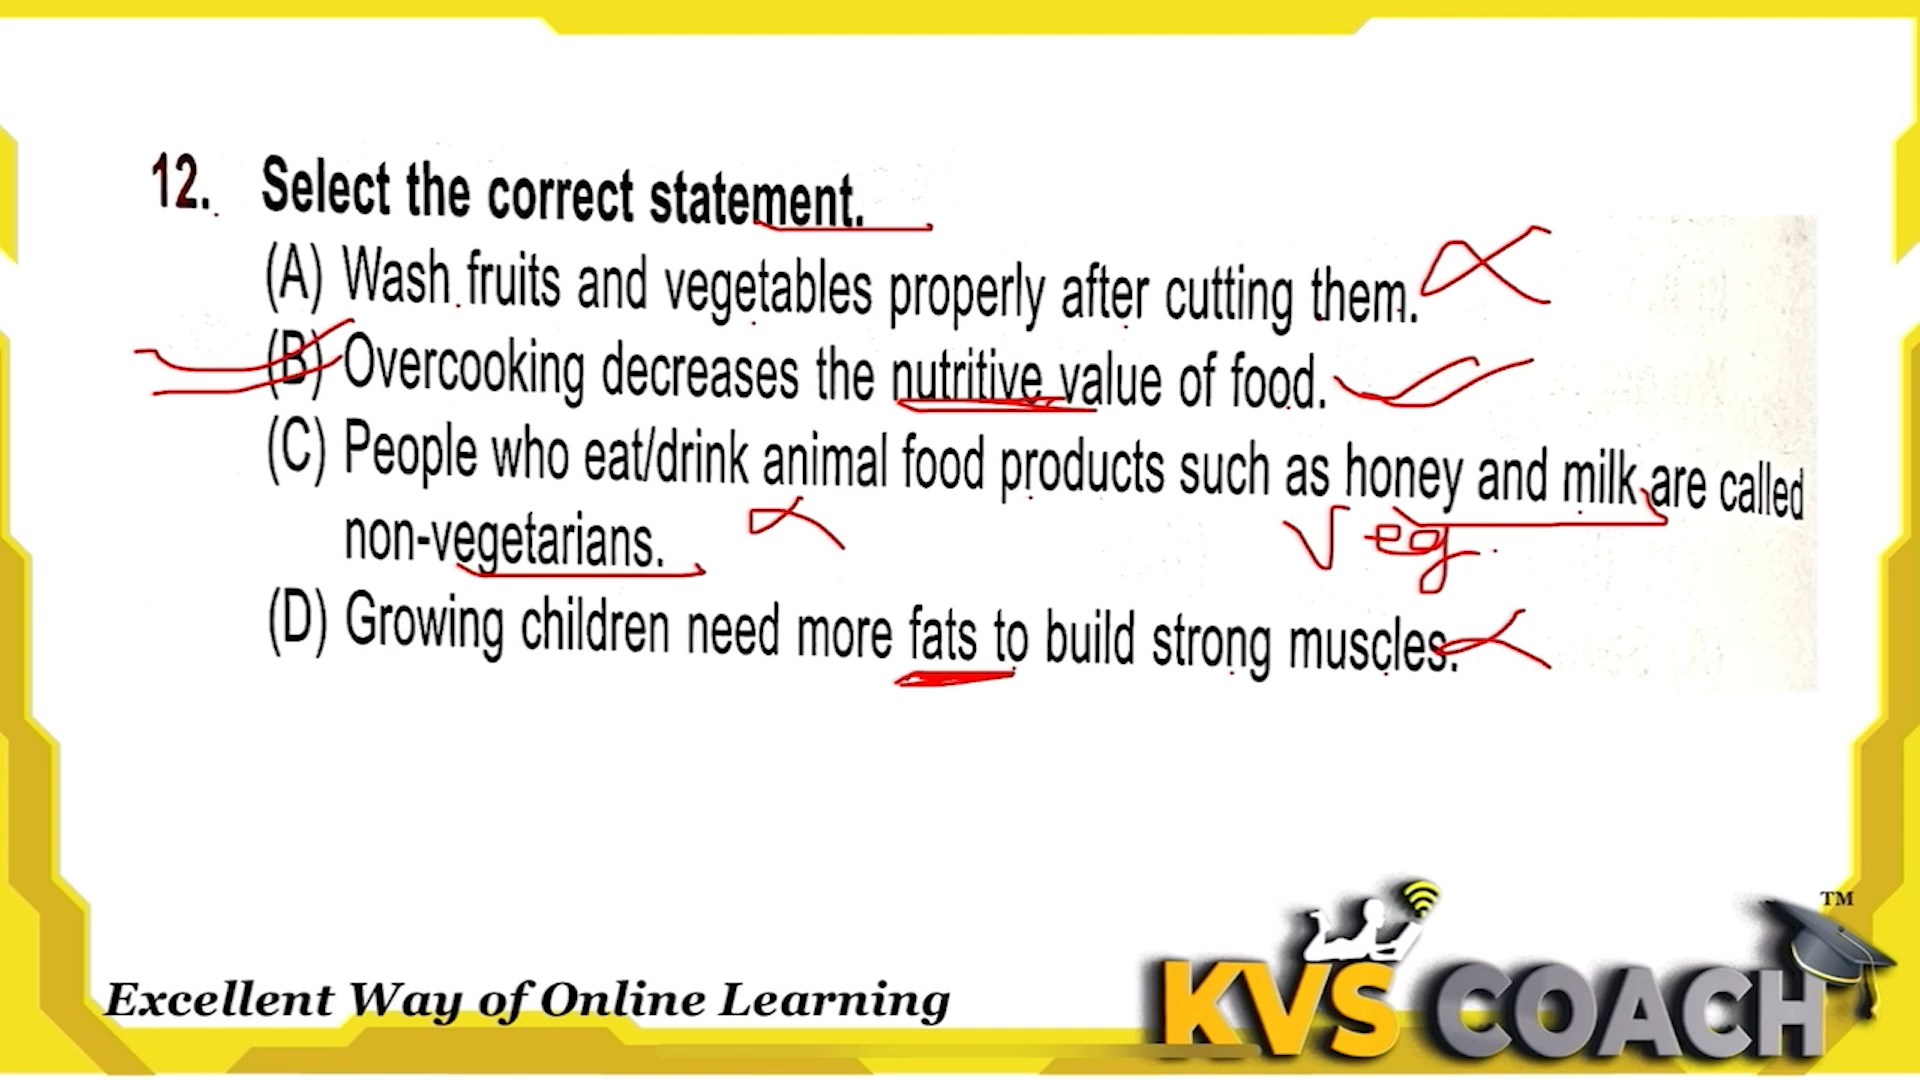 12. Select the correct statement.
(A) Wash fruits and vegetables properly after cutting them.
(B) Overcooking decreases the nutritive value of food.
(C) People who eat/drink animal food products such as honey and milk are called
non-vegetarians.
Veg
(D) Growing children need more fats to build strong muscles.
Excellent Way of Online Learning
KVS COACH
TM